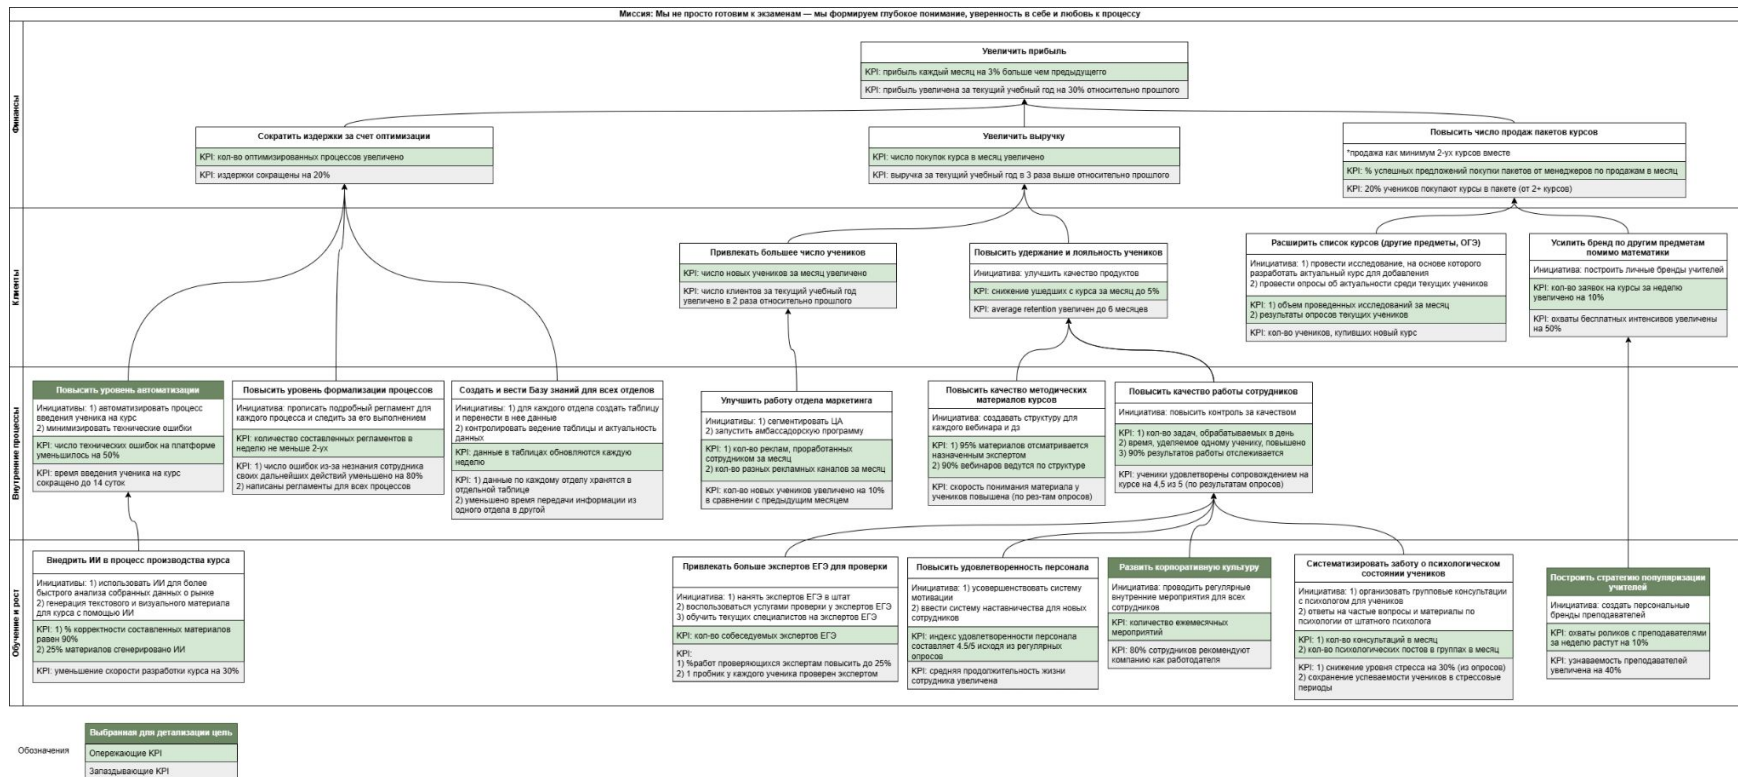 Миссия: Мы не просто готовим к экзаменам — мы формируем глубокое понимание, уверенность в себе и любовь к процессу
Финансы
Увеличить прибыль
KPI: прибыль каждый месяц на 3% больше чем предыдущего
KPI: прибыль увеличена за текущий учебный год на 30% относительно прошлого
Сократить издержки за счет оптимизации
KPI: кол-во оптимизированных процессов увеличено
KPI: издержки сокращены на 20%
Увеличить выручку
KPI: число покупок курса в месяц увеличено
KPI: выручка за текущий учебный год в 3 раза выше относительно прошлого
Повысить число продаж пакетов курсов
*продажа как минимум 2-ух курсов вместе
KPI: % успешных предложений покупки пакетов от менеджеров по продажам в месяц
KPI: 20% учеников покупают курсы в пакете (от 2+ курсов)
Клиенты
Привлекать большее число учеников
KPI: число новых учеников за месяц увеличено
KPI: число клиентов за текущий учебный год
увеличено в 2 раза относительно прошлого
Повысить удержание и лояльность учеников
Инициатива: улучшить качество продуктов
KPI: снижение ушедших с курса за месяц до 5%
KPI: average retention увеличен до 6 месяцев
Расширить список курсов (другие предметы, ОГЭ)
Инициатива: 1) провести исследование, на основе которого
разработать актуальный курс для добавления
2) провести опросы об актуальности среди текущих учеников
KPI: 1) объем проведенных исследований за месяц
2) результаты опросов текущих учеников
KPI: кол-во учеников, купивших новый курс
Усилить бренд по другим предметам
помимо математики
Инициатива: построить личные бренды учителей
KPI: кол-во заявок на курсы за неделю
увеличено на 10%
KPI: охваты бесплатных интенсивов увеличены
на 50%
Внутренние процессы
Повысить уровень автоматизации
Инициативы: 1) автоматизировать процесс
введения ученика на курс
2) минимизировать технические ошибки
KPI: число технических ошибок на платформе
уменьшилось на 50%
KPI: время введения ученика на курс
сокращено до 14 суток
Повысить уровень формализации процессов
Инициатива: прописать подробный регламент для
каждого процесса и следить за его выполнением
KPI: количество составленных регламентов в
неделю не меньше 2-ух
KPI: 1) число ошибок из-за незнания сотрудника
своих дальнейших действий уменьшено на 80%
2) написаны регламенты для всех процессов
Создать и вести Базу знаний для всех отделов
Инициативы: 1) для каждого отдела создать таблицу
и перенести в нее данные
2) контролировать ведение таблицы и актуальность
данных
KPI: данные в таблицах обновляются каждую
неделю
KPI: 1) данные по каждому отделу хранятся в
отдельной таблице
2) уменьшено время передачи информации из
одного отдела в другой
Улучшить работу отдела маркетинга
Инициативы: 1) сегментировать ЦА
2) запустить амбассадорскую программу
KPI: 1) кол-во реклам, проработанных
сотрудником за месяц
2) кол-во разных рекламных каналов за месяц
KPI: кол-во новых учеников увеличено на 10%
в сравнении с предыдущим месяцем
Повысить качество методических
материалов курсов
Инициатива: создавать структуру для
каждого вебинара и дз
KPI: 1) 95% материалов отсматривается
назначенным экспертом
2) 90% вебинаров ведутся по структуре
KPI: скорость понимания материала у
учеников повышена (по рез-там опросов)
Повысить качество работы сотрудников
Инициатива: повысить контроль за качеством
KPI: 1) кол-во задач, обрабатываемых в день
2) время, уделяемое одному ученику, повышено
3) 90% результатов работы отслеживается
KPI: ученики удовлетворены сопровождением на
курсе на 4,5 из 5 (по результатам опросов)
Обучение и рост
Внедрить ИИ в процесс производства курса
Инициативы: 1) использовать ИИ для более
быстрого анализа собранных данных о рынке
2) генерация текстового и визуального материала
для курса с помощью ИИ
KPI: 1) % корректности составленных материалов
равен 90%
2) 25% материалов сгенерировано ИИ
KPI: уменьшение скорости разработки курса на 30%
Привлекать больше экспертов ЕГЭ для проверки
Инициатива: 1) нанять экспертов ЕГЭ в штат
2) воспользоваться услугами проверки у экспертов ЕГЭ
3) обучить текущих специалистов на экспертов ЕГЭ
KPI: кол-во собеседуемых экспертов ЕГЭ
KPI:
1) %работ проверяющихся экспертам повысить до 25%
2) 1 пробник у каждого ученика проверен экспертом
Повысить удовлетворенность персонала
Инициатива: 1) усовершенствовать систему
мотивации
2) ввести систему наставничества для новых
сотрудников
KPI: индекс удовлетворенности персонала
составляет 4.5/5 исходя из регулярных
опросов
KPI: средняя продолжительность жизни
сотрудника увеличена
Развить корпоративную культуру
Инициатива: проводить регулярные
внутренние мероприятия для всех
сотрудников
KPI: количество ежемесячных
мероприятий
KPI: 80% сотрудников рекомендуют
компанию как работодателя
Систематизировать заботу о психологическом
состоянии учеников
Инициатива: 1) организовать групповые консультации
с психологом для учеников
2) ответы на частые вопросы и материалы по
психологии от штатного психолога
KPI: 1) кол-во консультаций в месяц
2) кол-во психологических постов в группах в месяц
KPI: 1) снижение уровня стресса на 30% (из опросов)
2) сохранение успеваемости учеников в стрессовые
периоды
Построить стратегию популяризации
учителей
Инициатива: создать персональные
бренды преподавателей
KPI: охваты роликов с преподавателями
за неделю растут на 10%
KPI: узнаваемость преподавателей
увеличена на 40%
Обозначения
Выбранная для детализации цель
Опережающие KPI
Запаздывающие KPI